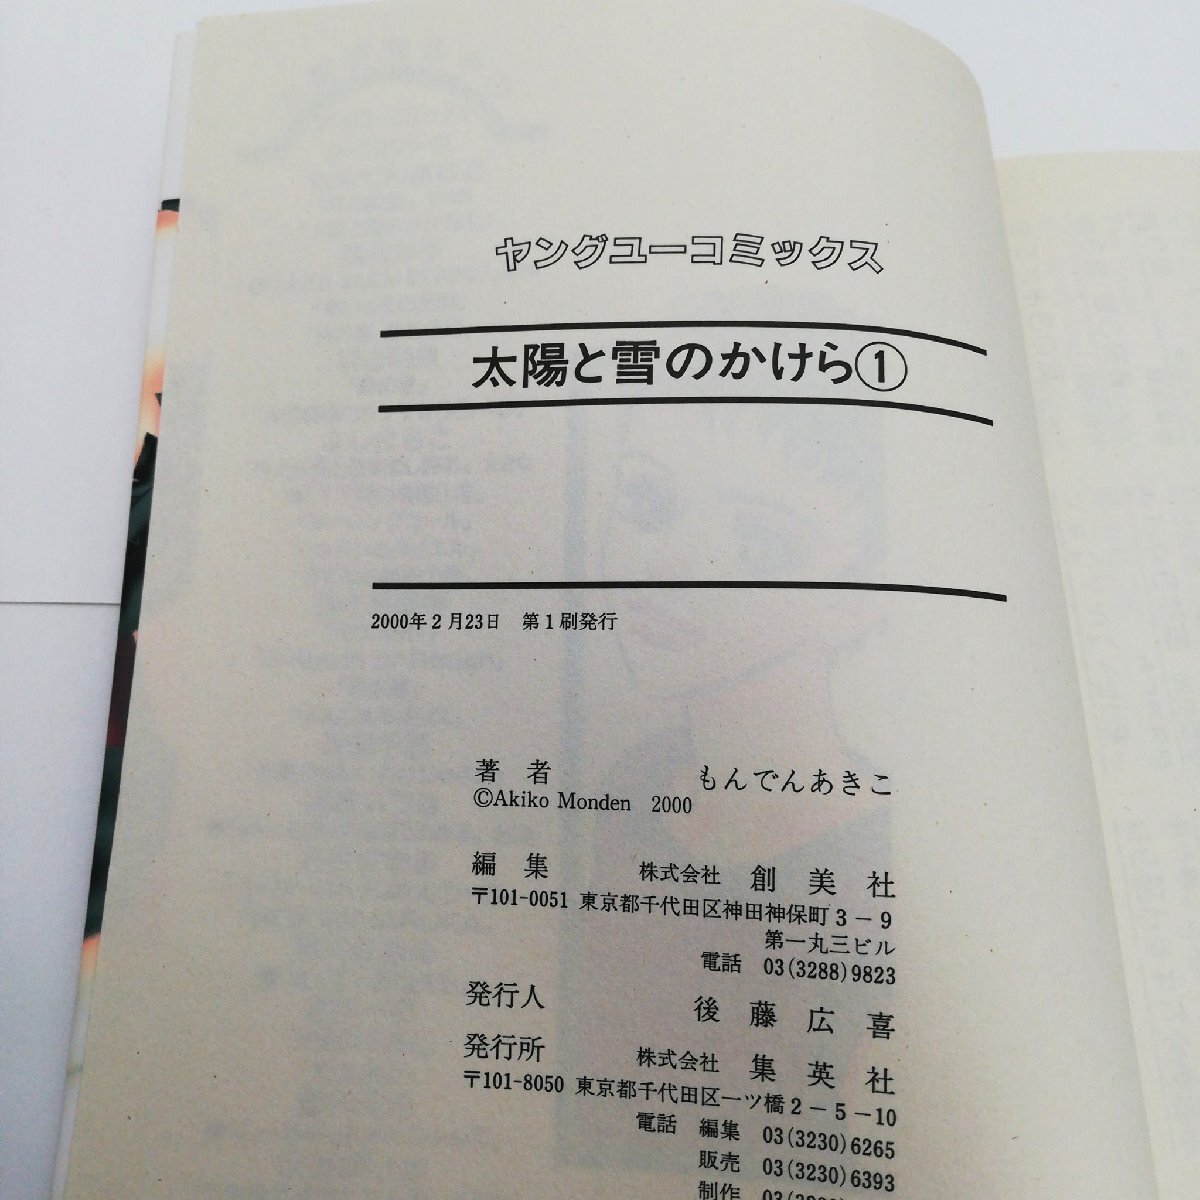 ヤングユーコミックス
太陽と雪のかけら①
2000年2月23日 第1刷発行
著者 もんでんあきこ
©Akiko Monden 2000
編集 株式会社 創美社
〒101-0051 東京都千代田区神田神保町3-9
第一丸三ビル
電話 03(3288)9823
発行人 後藤広喜
発行所 株式会社 集英社
〒101-8050 東京都千代田区一ツ橋2-5-10
電話 編集 03(3230)6265
販売 03(3230)6393
制作